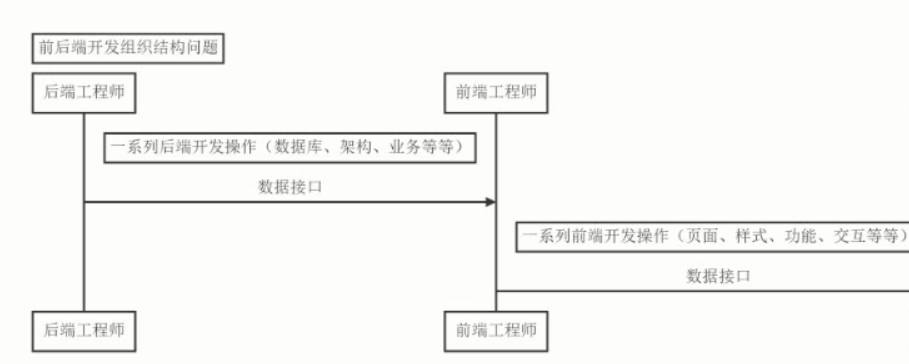 前后端开发组织结构问题
后端工程师
前端工程师
一系列后端开发操作（数据库、架构、业务等等）
数据接口
一系列前端开发操作（页面、样式、功能、交互等等）
数据接口
后端工程师
前端工程师